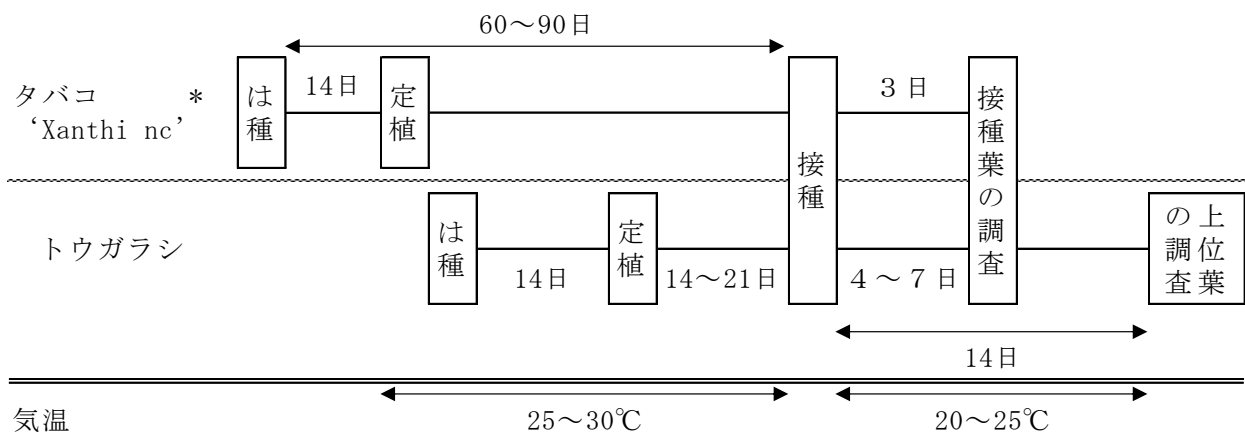 60～90日
タバコ *
'Xanthi nc'
は種
14日
定植
接種
3 日
接種葉の調査
トウガラシ
は種
14日
定植
14～21日
4～7日
上位葉の調査
14日
気温
25～30℃
20～25℃